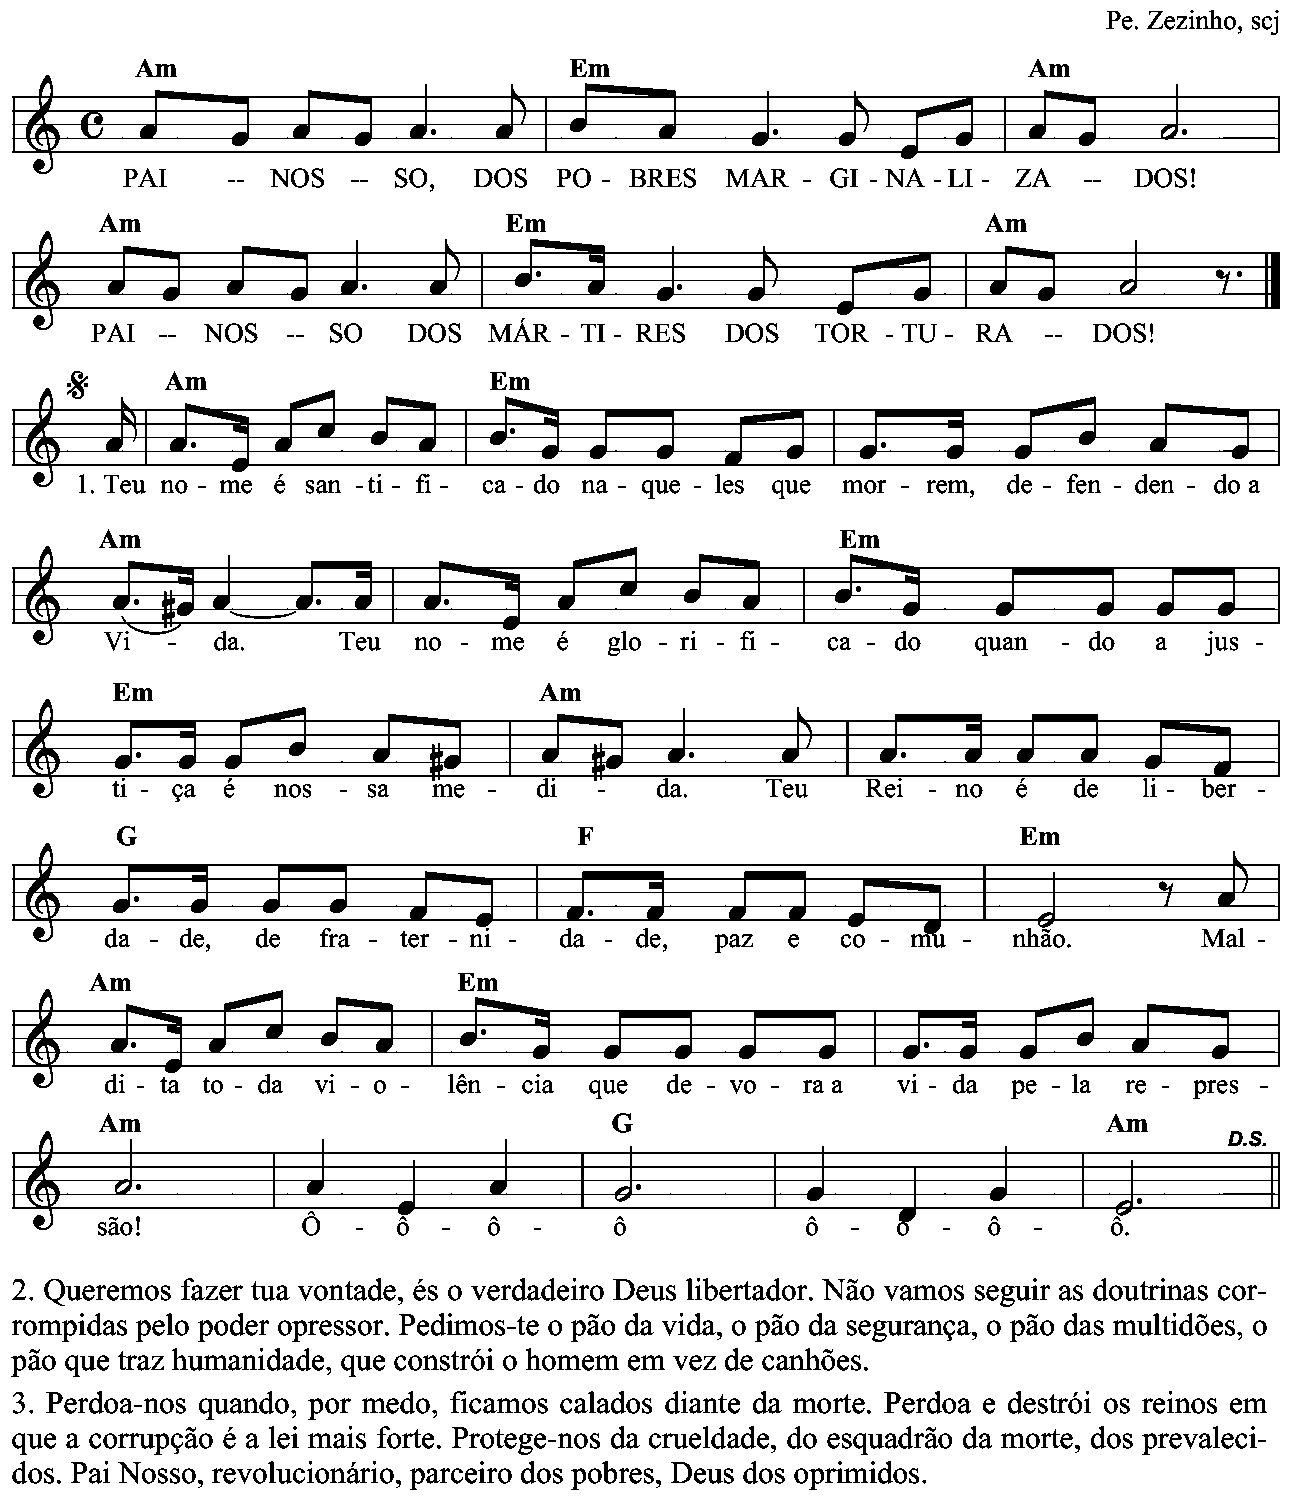 Pe. Zezinho, scj
Am Em Am
PAI -- NOS -- SO, DOS PO - BRES MAR - GI - NA - LI - ZA -- DOS!
Am Em Am
PAI -- NOS -- SO DOS MÁR - TI - RES DOS TOR - TU - RA -- DOS!
Am Em
1. Teu no - me é san - ti - fi - ca - do na - que - les que mor - rem, de - fen - den - do a
Am Em
Vi - da. Teu no - me é glo - ri - fi - ca - do quan - do a jus -
Em Am
ti - ça é nos - sa me - di - da. Teu Rei - no é de li - ber -
G F Em
da - de, de fra - ter - ni - da - de, paz e co - mu - nhão. Mal -
Am Em
di - ta to - da vi - o - lên - cia que de - vo - ra a vi - da pe - la re - pres -
Am G Am D.S.
são! Ô - ô - ô - ô ô - ô - ô - ô.
2. Queremos fazer tua vontade, és o verdadeiro Deus libertador. Não vamos seguir as doutrinas cor-
rompidas pelo poder opressor. Pedimos-te o pão da vida, o pão da segurança, o pão das multidões, o
pão que traz humanidade, que constrói o homem em vez de canhões.
3. Perdoa-nos quando, por medo, ficamos calados diante da morte. Perdoa e destrói os reinos em
que a corrupção é a lei mais forte. Protege-nos da crueldade, do esquadrão da morte, dos prevaleci-
dos. Pai Nosso, revolucionário, parceiro dos pobres, Deus dos oprimidos.